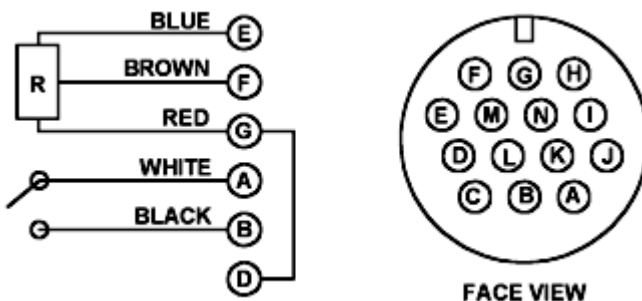 BLUE E
BROWN F
R
RED G
WHITE A
BLACK B
D
F G H
E M N I
D L K J
C B A
FACE VIEW